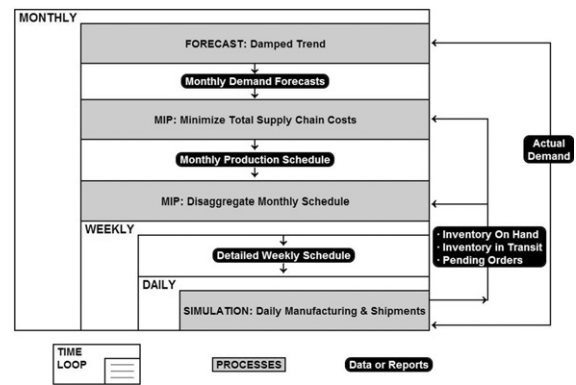 MONTHLY
FORECAST: Damped Trend
Monthly Demand Forecasts
MIP: Minimize Total Supply Chain Costs
Monthly Production Schedule
Actual
Demand
MIP: Disaggregate Monthly Schedule
WEEKLY
Detailed Weekly Schedule
· Inventory On Hand
· Inventory in Transit
· Pending Orders
DAILY
SIMULATION: Daily Manufacturing & Shipments
TIME
LOOP
PROCESSES
Data or Reports